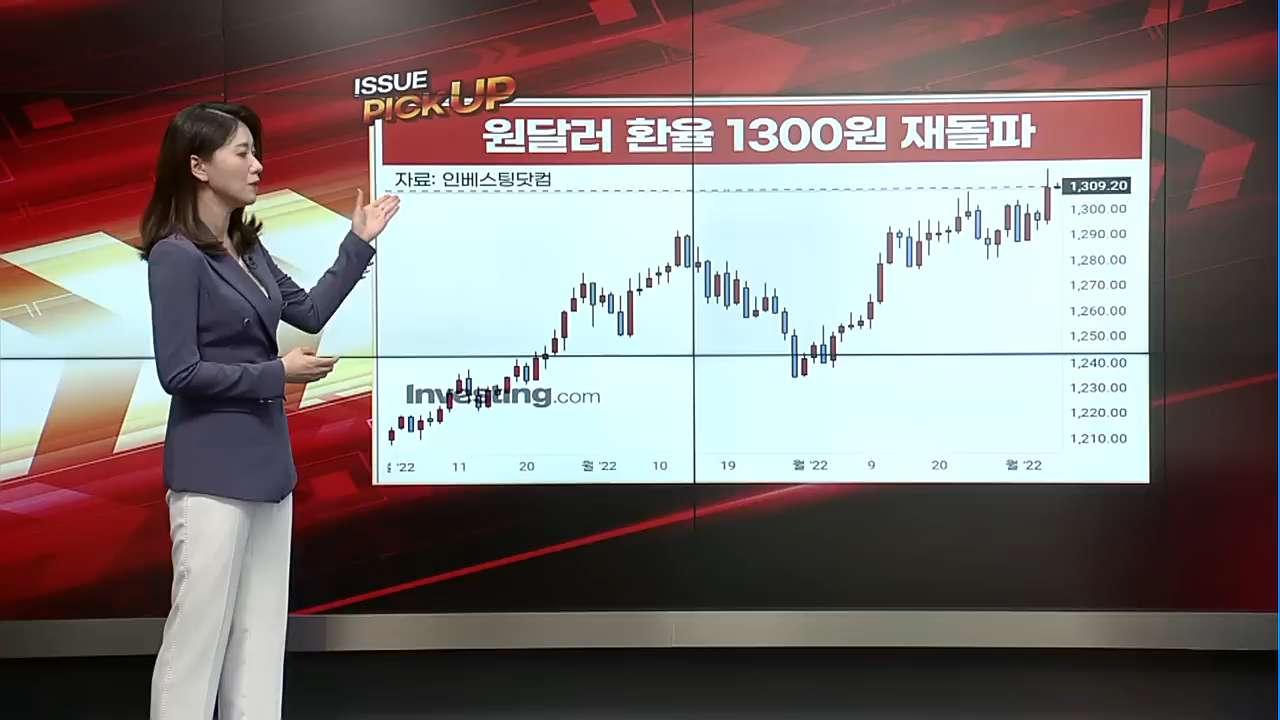 ISSUE
PICK UP
원달러 환율 1300원 재돌파
자료: 인베스팅닷컴
1,309.20
1,300.00
1,290.00
1,280.00
1,270.00
1,260.00
1,250.00
1,240.00
1,230.00
1,220.00
1,210.00
Investing.com
'22 11 20 월 '22 10 19 월 '22 9 20 월 '22